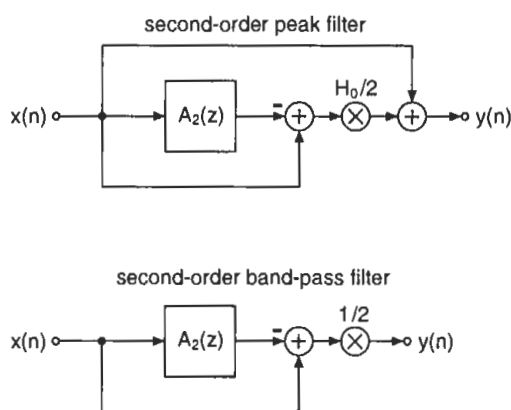 second-order peak filter
H₀/2
x(n) A₂(z) - + × + y(n)
second-order band-pass filter
1/2
x(n) A₂(z) - + × y(n)